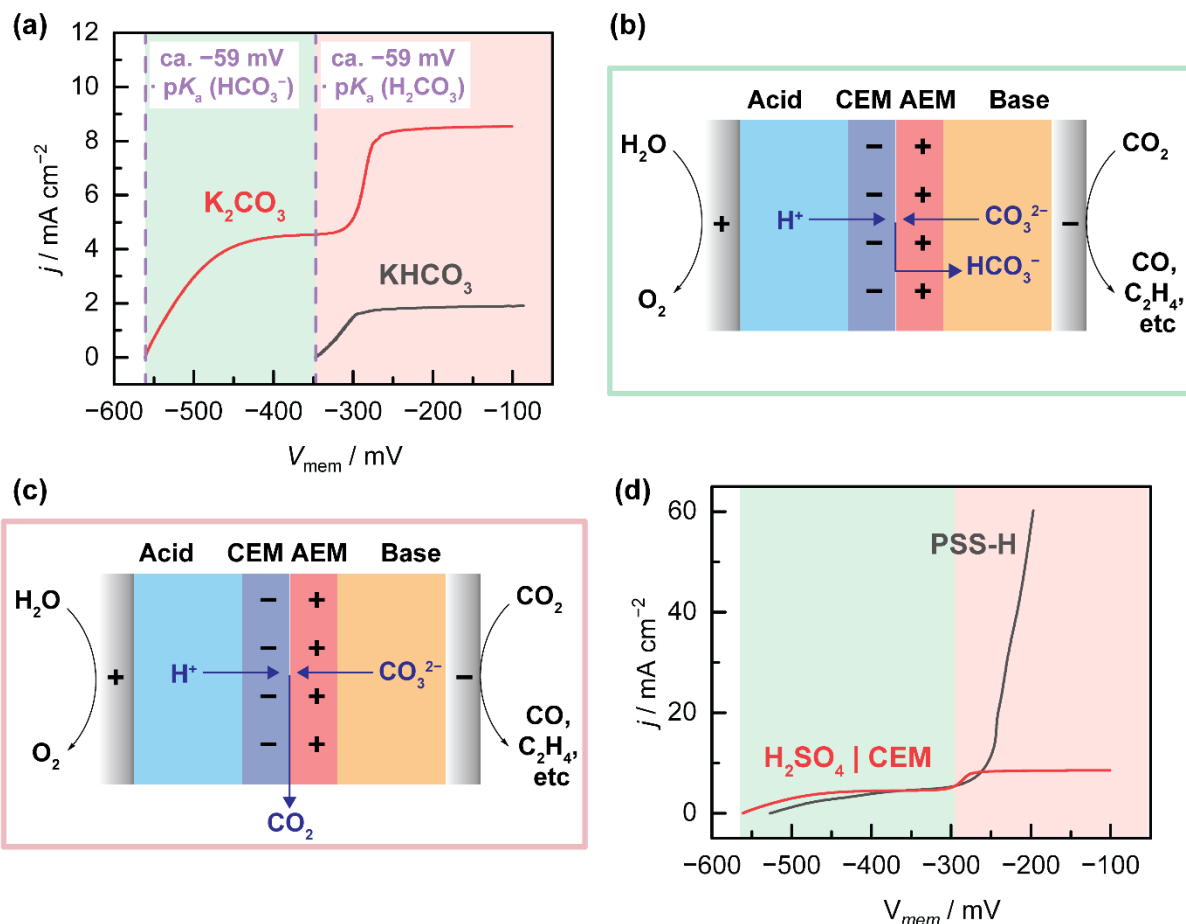 (a)
12
10
8
6
4
2
0
j / mA cm⁻²
ca. −59 mV
· pKₐ (HCO₃⁻)
ca. −59 mV
· pKₐ (H₂CO₃)
K₂CO₃
KHCO₃
−600 −500 −400 −300 −200 −100
V_mem / mV
(b)
Acid CEM AEM Base
H₂O
O₂
+
H⁺
− +
− +
− +
− +
CO₃²⁻
HCO₃⁻
−
CO₂
CO,
C₂H₄,
etc
(c)
Acid CEM AEM Base
H₂O
O₂
+
H⁺
− +
− +
− +
− +
CO₃²⁻
CO₂
−
CO₂
CO,
C₂H₄,
etc
(d)
60
40
20
0
j / mA cm⁻²
PSS-H
H₂SO₄ | CEM
−600 −500 −400 −300 −200 −100
V_mem / mV